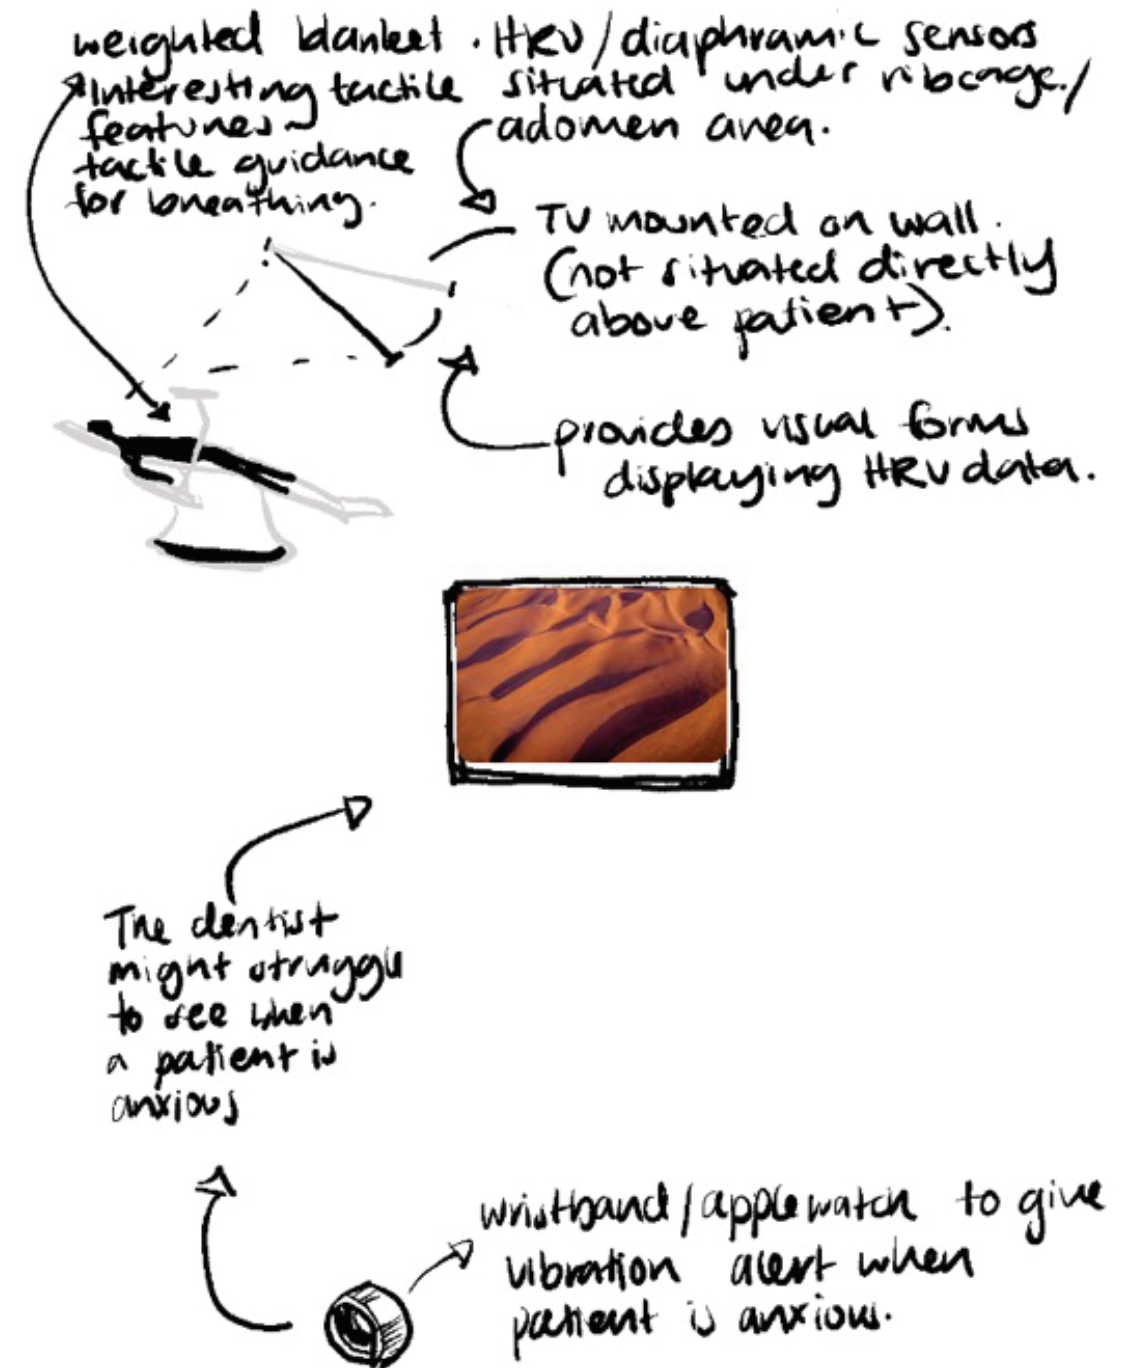 weighted blanket . HRV/diaphramic sensors
Interesting tactile situated under ribcage/
features ~ adomen area.
tactile guidance
for breathing.
TV mounted on wall.
(not situated directly
above patient).
provides visual forms
displaying HRV data.
The dentist
might struggle
to see when
a patient is
anxious
wristband/applewatch to give
vibration alert when
patient is anxious.